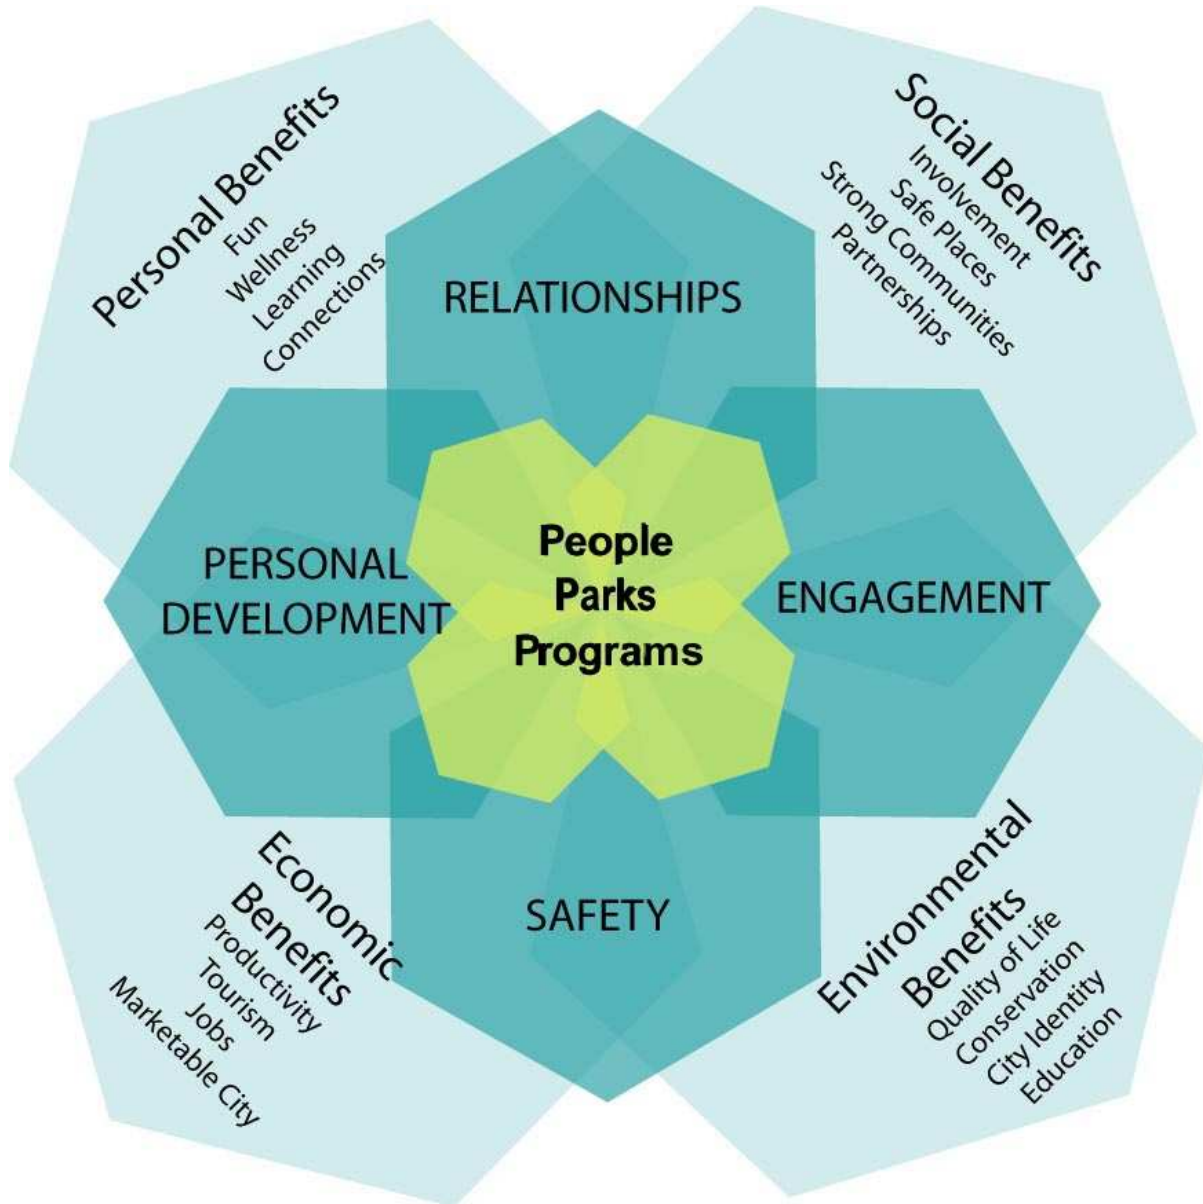 Personal Benefits
Fun
Wellness
Learning
Connections
Social Benefits
Involvement
Safe Places
Strong Communities
Partnerships
RELATIONSHIPS
PERSONAL
DEVELOPMENT
People
Parks
Programs
ENGAGEMENT
SAFETY
Economic
Benefits
Productivity
Tourism
Jobs
Marketable City
Environmental
Benefits
Quality of Life
Conservation
City Identity
Education